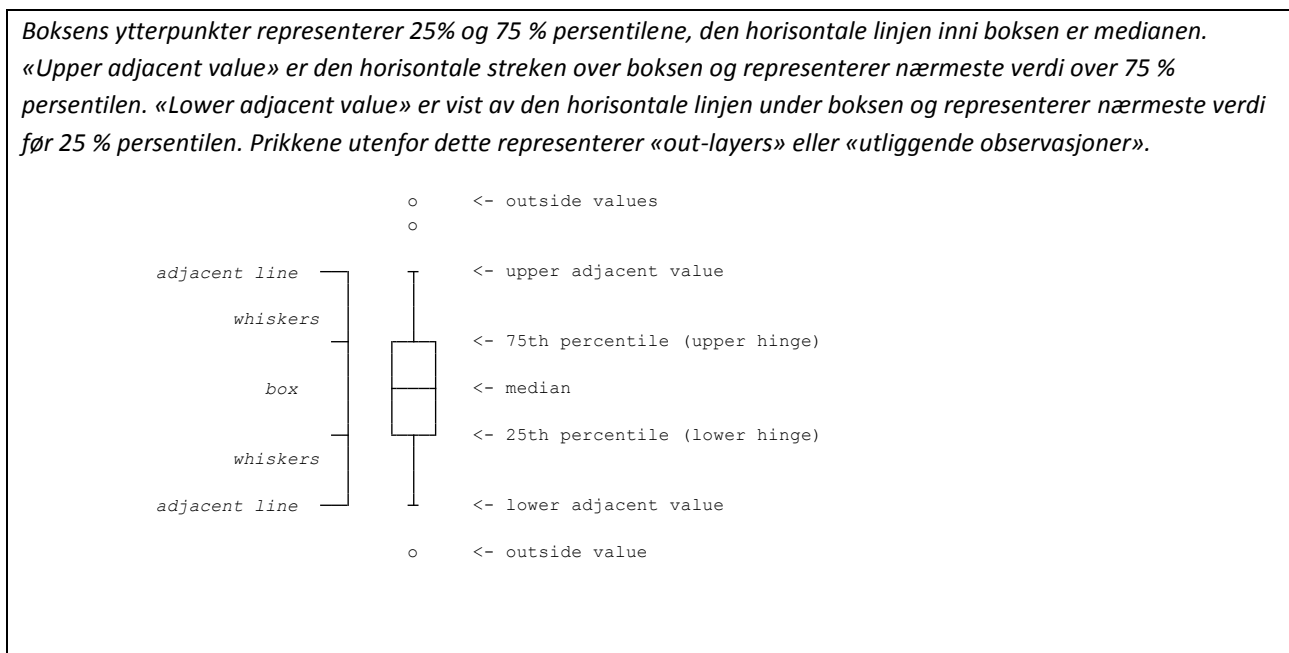 Boksens ytterpunkter representerer 25% og 75 % persentilene, den horisontale linjen inni boksen er medianen.
«Upper adjacent value» er den horisontale streken over boksen og representerer nærmeste verdi over 75 %
persentilen. «Lower adjacent value» er vist av den horisontale linjen under boksen og representerer nærmeste verdi
før 25 % persentilen. Prikkene utenfor dette representerer «out-layers» eller «utliggende observasjoner».
<- outside values
adjacent line <- upper adjacent value
whiskers
<- 75th percentile (upper hinge)
box <- median
<- 25th percentile (lower hinge)
whiskers
adjacent line <- lower adjacent value
<- outside value